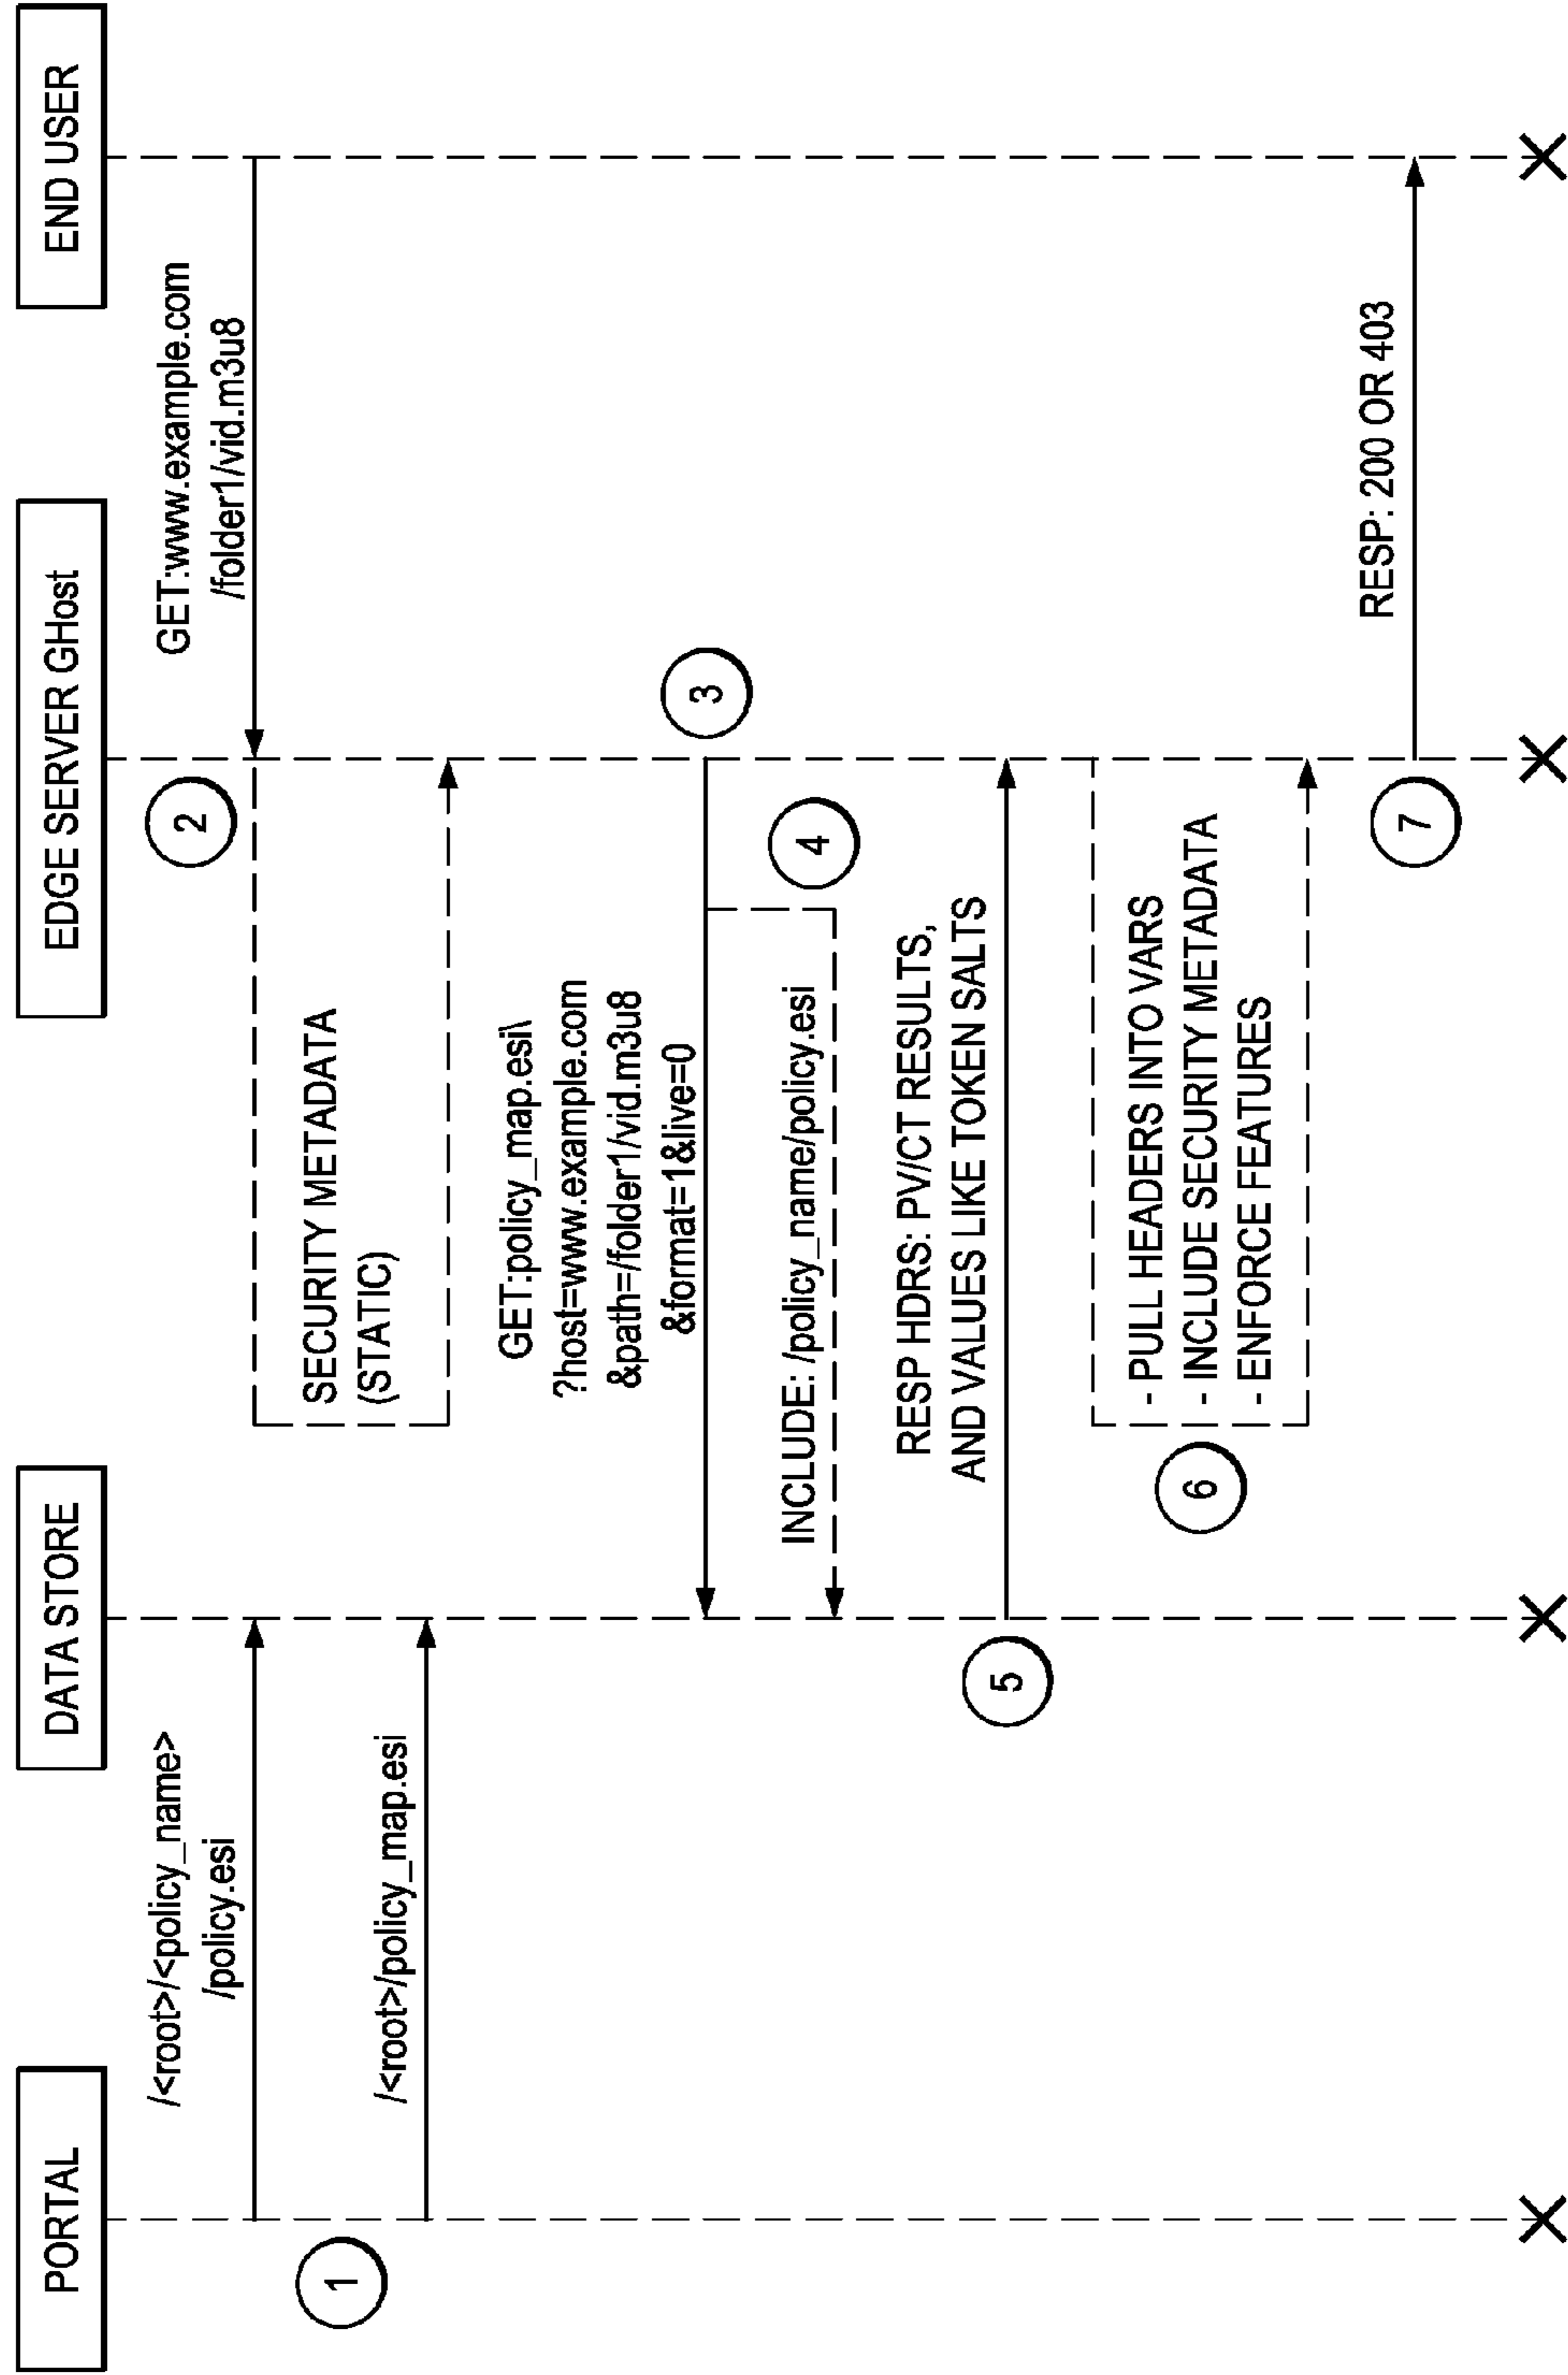 PORTAL
DATA STORE
EDGE SERVER GHost
END USER
/<root>/<policy_name>
/policy.esi
/<root>/policy_map.esi
1
GET:www.example.com
/folder1/vid.m3u8
2
SECURITY METADATA
(STATIC)
GET:policy_map.esi\
?host=www.example.com
&path=/folder1/vid.m3u8
&format=1&live=0
3
INCLUDE: /policy_name/policy.esi
4
RESP HDRS: PV/CT RESULTS,
AND VALUES LIKE TOKEN SALTS
5
- PULL HEADERS INTO VARS
- INCLUDE SECURITY METADATA
- ENFORCE FEATURES
6
RESP: 200 OR 403
7